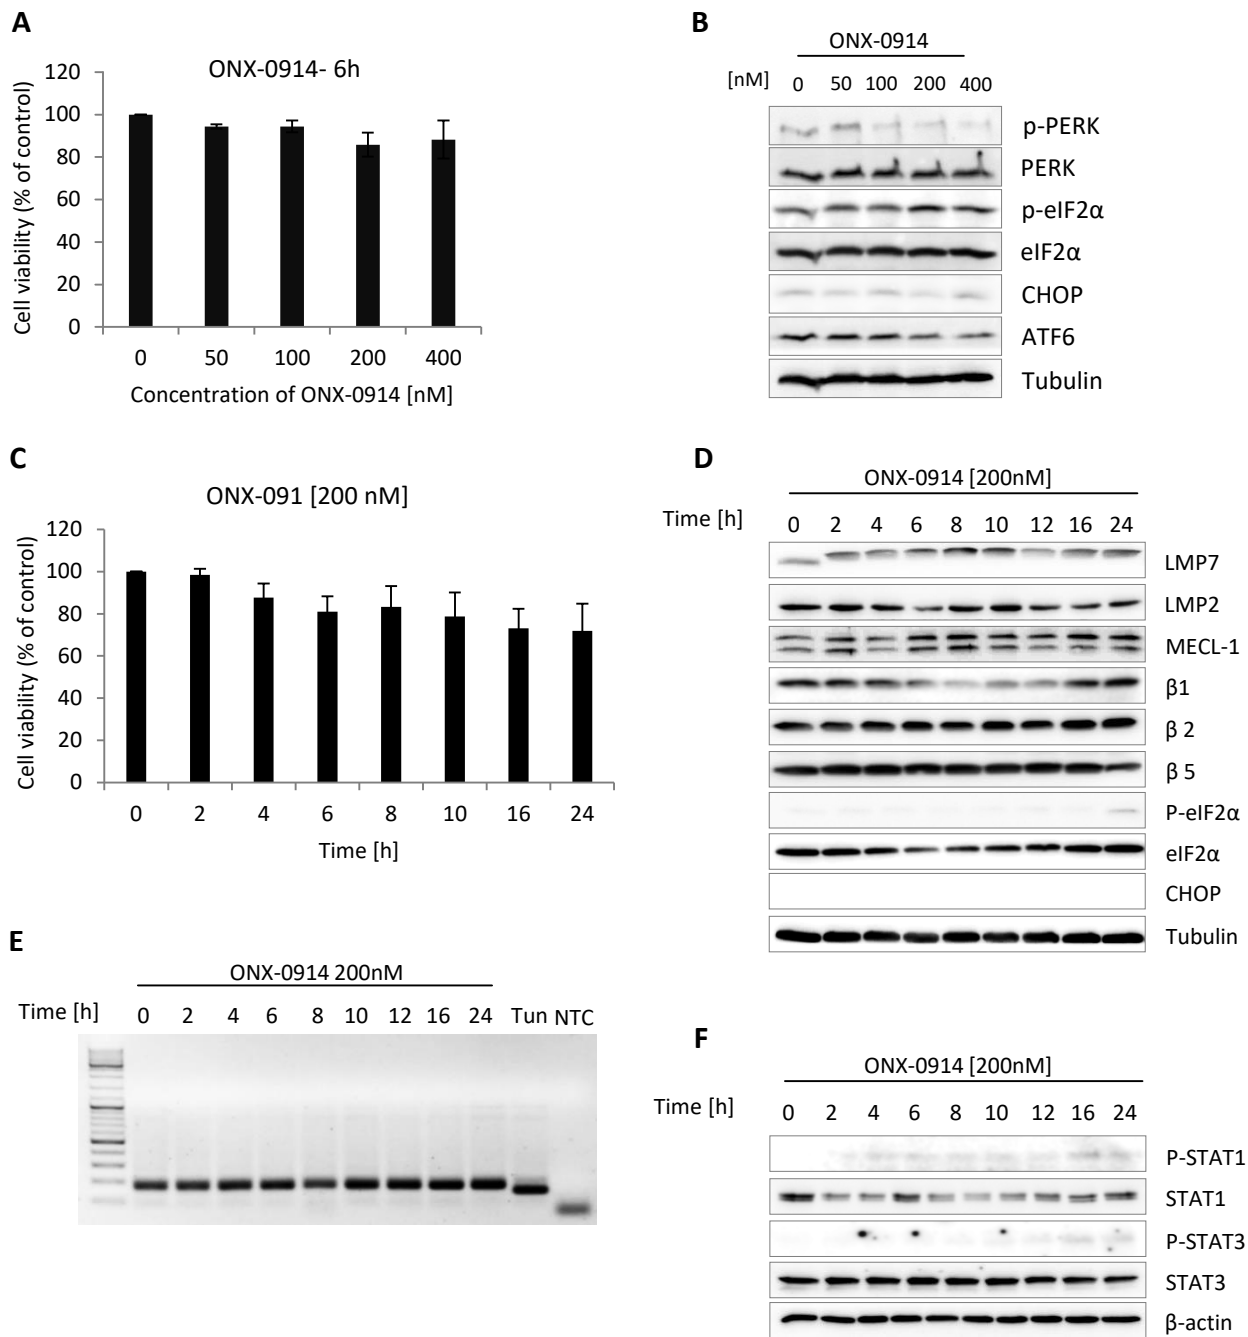 A
ONX-0914- 6h
Cell viability (% of control)
120
100
80
60
40
20
0
0 50 100 200 400
Concentration of ONX-0914 [nM]
B
ONX-0914
[nM] 0 50 100 200 400
p-PERK
PERK
p-eIF2α
eIF2α
CHOP
ATF6
Tubulin
C
ONX-091 [200 nM]
Cell viability (% of control)
120
100
80
60
40
20
0
0 2 4 6 8 10 16 24
Time [h]
D
ONX-0914 [200nM]
Time [h] 0 2 4 6 8 10 12 16 24
LMP7
LMP2
MECL-1
β1
β 2
β 5
P-eIF2α
eIF2α
CHOP
Tubulin
E
ONX-0914 200nM
Time [h] 0 2 4 6 8 10 12 16 24 Tun NTC
F
ONX-0914 [200nM]
Time [h] 0 2 4 6 8 10 12 16 24
P-STAT1
STAT1
P-STAT3
STAT3
β-actin